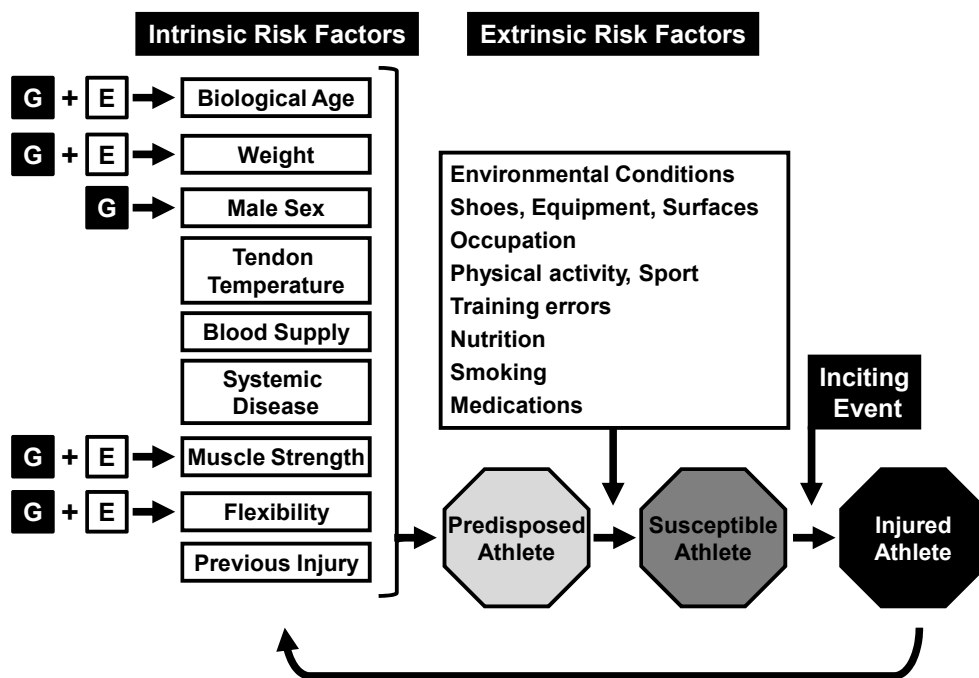 Intrinsic Risk Factors
Extrinsic Risk Factors
G + E Biological Age
G + E Weight
G Male Sex
Tendon
Temperature
Blood Supply
Systemic
Disease
G + E Muscle Strength
G + E Flexibility
Previous Injury
Environmental Conditions
Shoes, Equipment, Surfaces
Occupation
Physical activity, Sport
Training errors
Nutrition
Smoking
Medications
Inciting
Event
Predisposed
Athlete
Susceptible
Athlete
Injured
Athlete